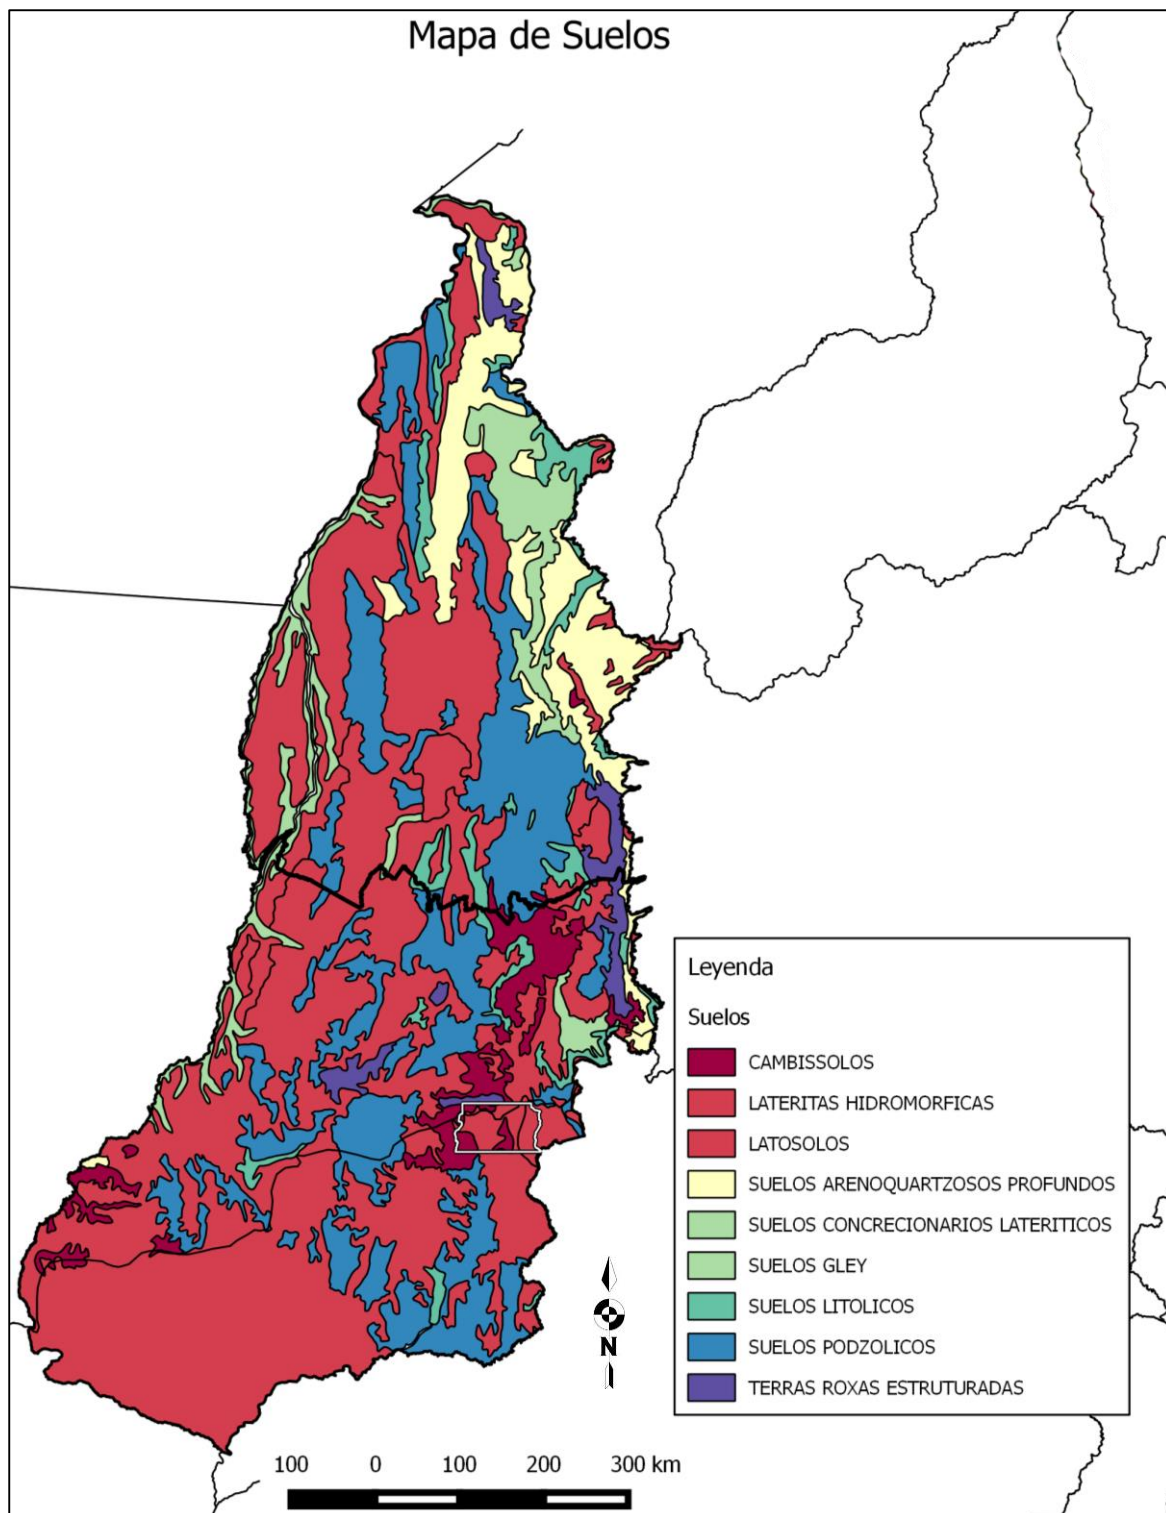 Mapa de Suelos
Leyenda
Suelos
CAMBISSOLOS
LATERITAS HIDROMORFICAS
LATOSOLOS
SUELOS ARENOQUARTZOSOS PROFUNDOS
SUELOS CONCRECIONARIOS LATERITICOS
SUELOS GLEY
SUELOS LITOLICOS
SUELOS PODZOLICOS
TERRAS ROXAS ESTRUTURADAS
N
100 0 100 200 300 km